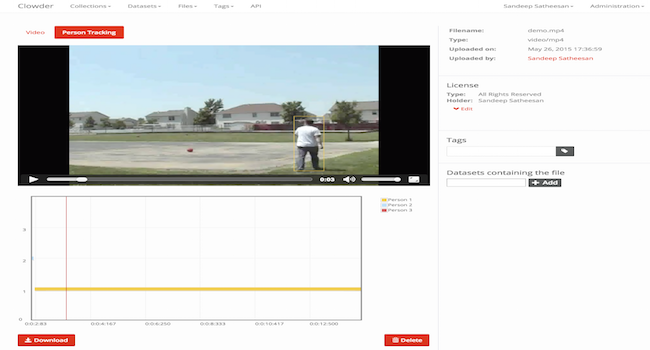 Clowder Collections Datasets Files Tags API Sandeep Satheesan Administration
Video Person Tracking
Filename: demo.mp4
Type: video/mp4
Uploaded on: May 26, 2015 17:36:59
Uploaded by: Sandeep Satheesan
License
Type: All Rights Reserved
Holder: Sandeep Satheesan
Edit
Tags
Datasets containing the file
Add
0:03
Person 1
Person 2
Person 3
3
2
1
0
0:0:2:83 0:0:4:167 0:0:6:250 0:0:8:333 0:0:10:417 0:0:12:500
Download Delete